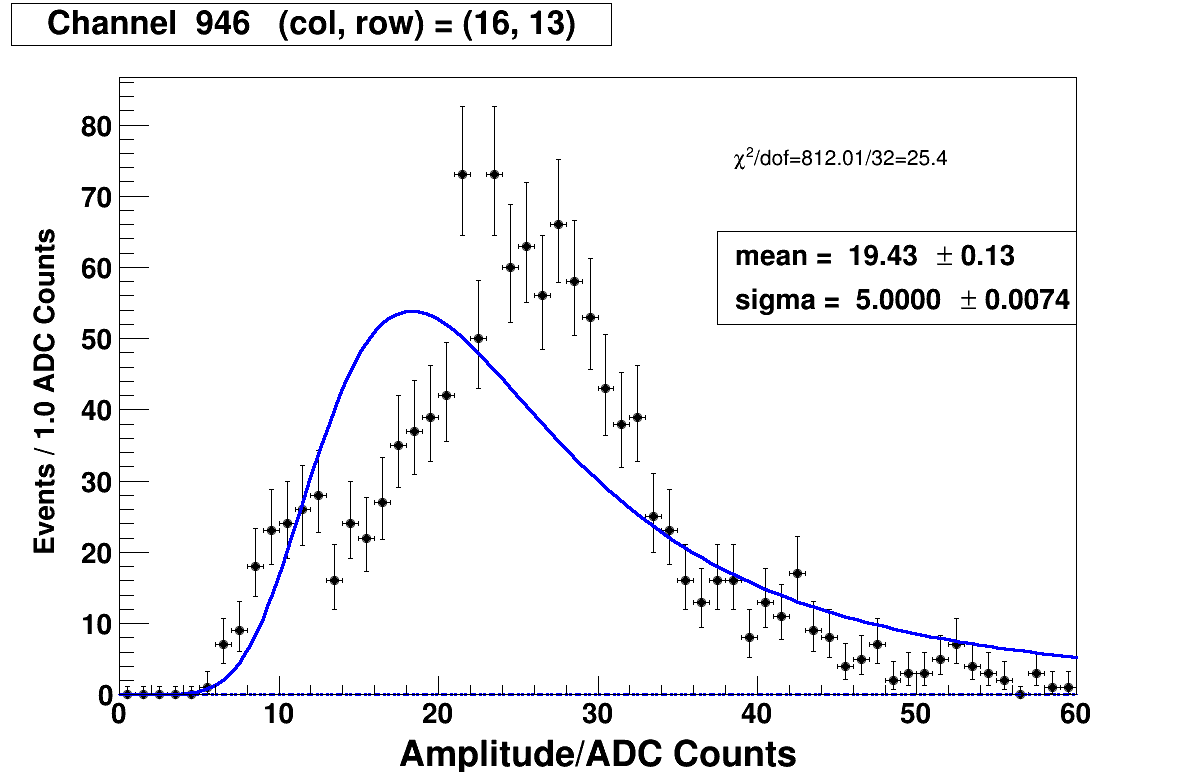 Channel 946 (col, row) = (16, 13)
χ²/dof=812.01/32=25.4
mean = 19.43 ± 0.13
sigma = 5.0000 ± 0.0074
Events / 1.0 ADC Counts
80
70
60
50
40
30
20
10
0
0 10 20 30 40 50 60
Amplitude/ADC Counts